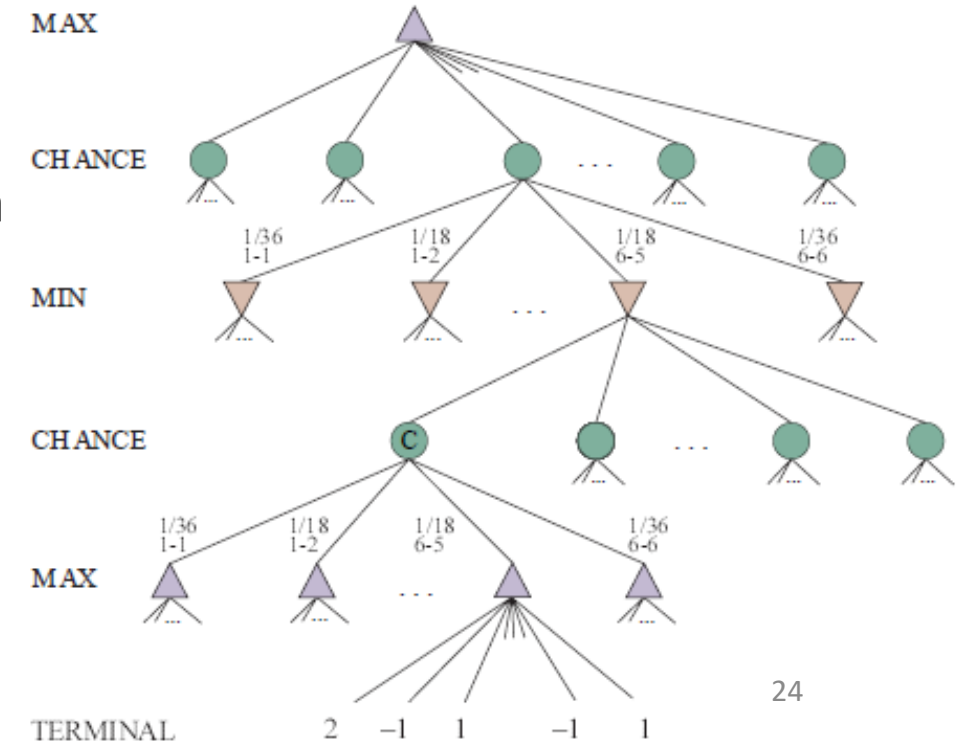 MAX
CHANCE
...
... ... ... ... ...
1/36 1/18 1/18 1/36
1-1 1-2 6-5 6-6
MIN
...
... ... ...
CHANCE
C
...
... ... ...
1/36 1/18 1/18 1/36
1-1 1-2 6-5 6-6
MAX
...
... ... ...
24
TERMINAL 2 –1 1 –1 1